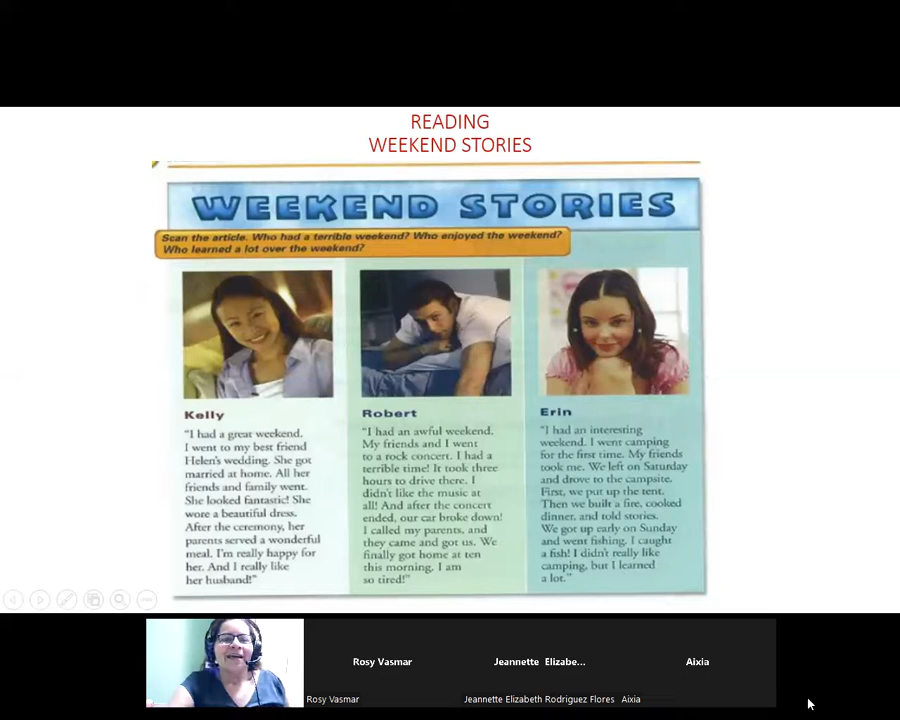 READING
WEEKEND STORIES
WEEKEND STORIES
Scan the article. Who had a terrible weekend? Who enjoyed the weekend?
Who learned a lot over the weekend?
Kelly
"I had a great weekend.
I went to my best friend
Helen's wedding. She got
married at home. All her
friends and family went.
She looked fantastic! She
wore a beautiful dress.
After the ceremony, her
parents served a wonderful
meal. I'm really happy for
her. And I really like
her husband!"
Robert
"I had an awful weekend.
My friends and I went
to a rock concert. I had a
terrible time! It took three
hours to drive there. I
didn't like the music at
all! And after the concert
ended, our car broke down!
I called my parents, and
they came and got us. We
finally got home at ten
this morning. I am
so tired!"
Erin
"I had an interesting
weekend. I went camping
for the first time. My friends
took me. We left on Saturday
and drove to the campsite.
First, we put up the tent.
Then we built a fire, cooked
dinner, and told stories.
We got up early on Sunday
and went fishing. I caught
a fish! I didn't really like
camping, but I learned
a lot."
Rosy Vasmar
Jeannette Elizabe...
Aixia
Rosy Vasmar
Jeannette Elizabeth Rodriguez Flores
Aixia